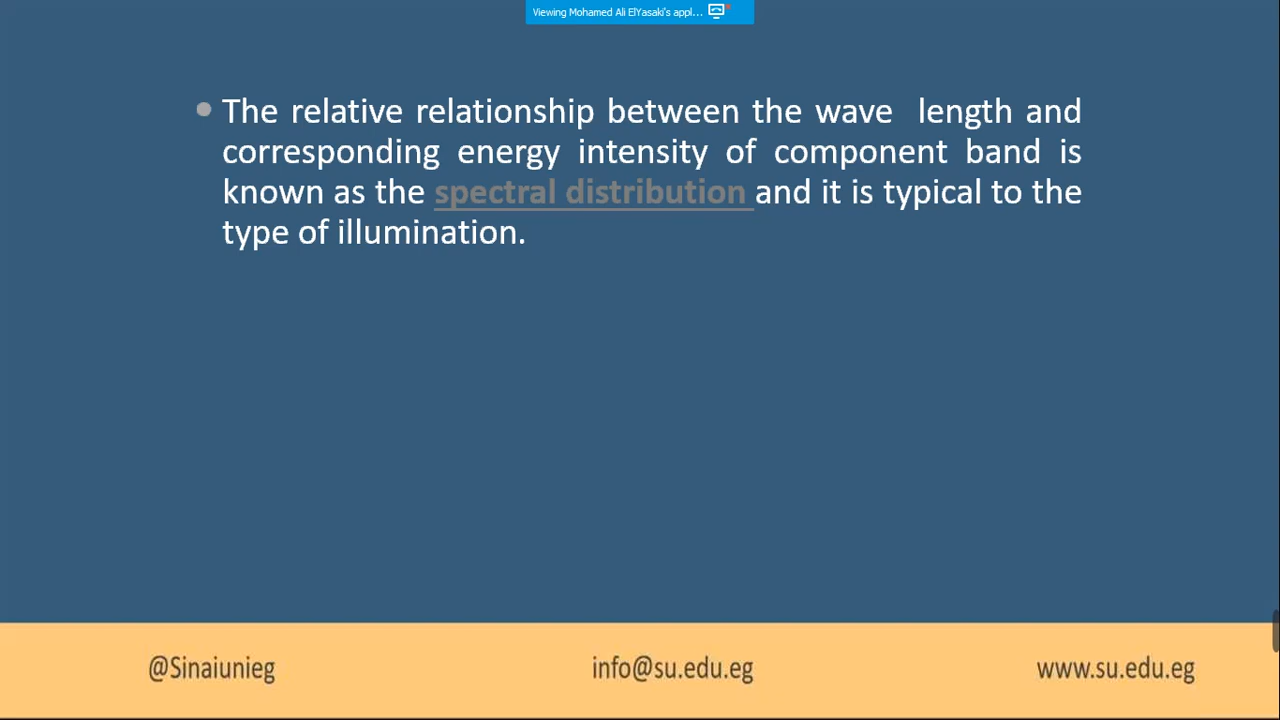 Viewing Mohamed Ali ElYasaki's appl...
The relative relationship between the wave length and
corresponding energy intensity of component band is
known as the spectral distribution and it is typical to the
type of illumination.
@Sinaiunieg
info@su.edu.eg
www.su.edu.eg